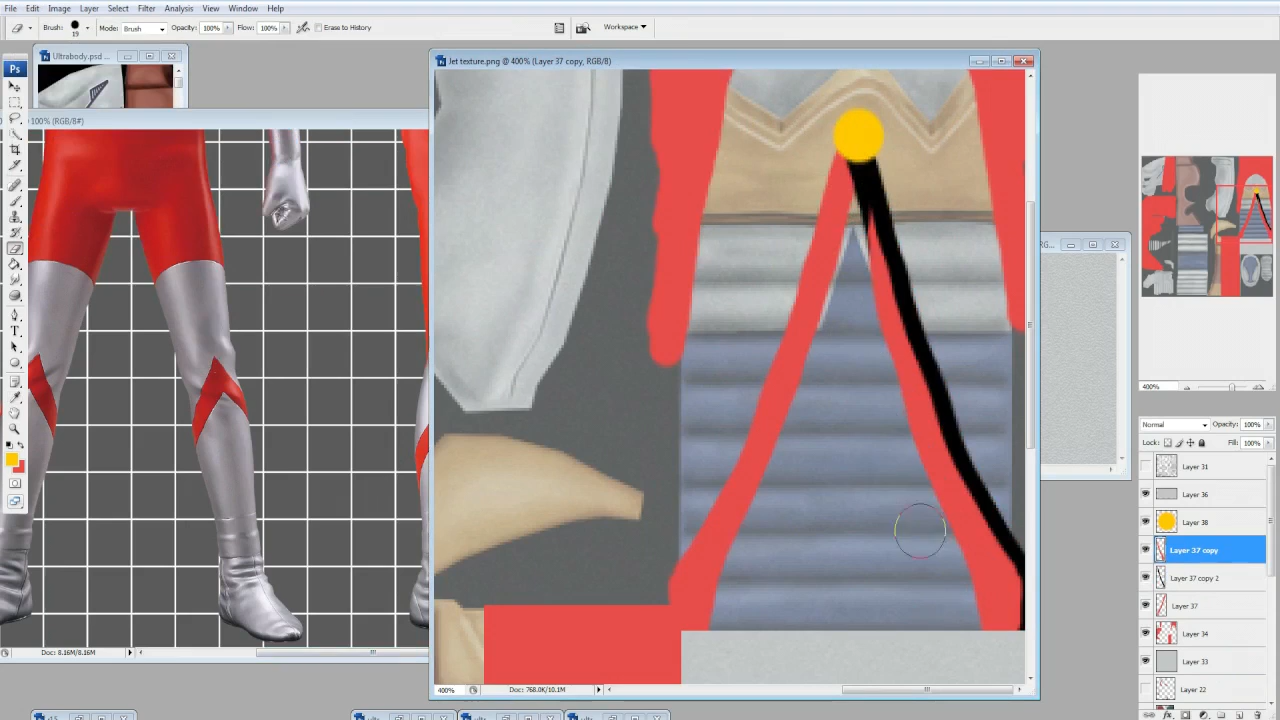 File Edit Image Layer Select Filter Analysis View Window Help
Brush: 19 Mode: Brush Opacity: 100% Flow: 100% Erase to History Workspace
Ps
Ultrabody.psd ...
Jet texture.png @ 400% (Layer 37 copy, RGB/8)
100% (RGB/8#)
T
400%
Normal Opacity: 100%
Lock: Fill: 100%
Layer 31
Layer 36
Layer 38
Layer 37 copy
Layer 37 copy 2
Layer 37
Layer 34
Layer 33
Layer 22
Doc: 8.16M/8.16M
400% Doc: 768.0K/10.1M